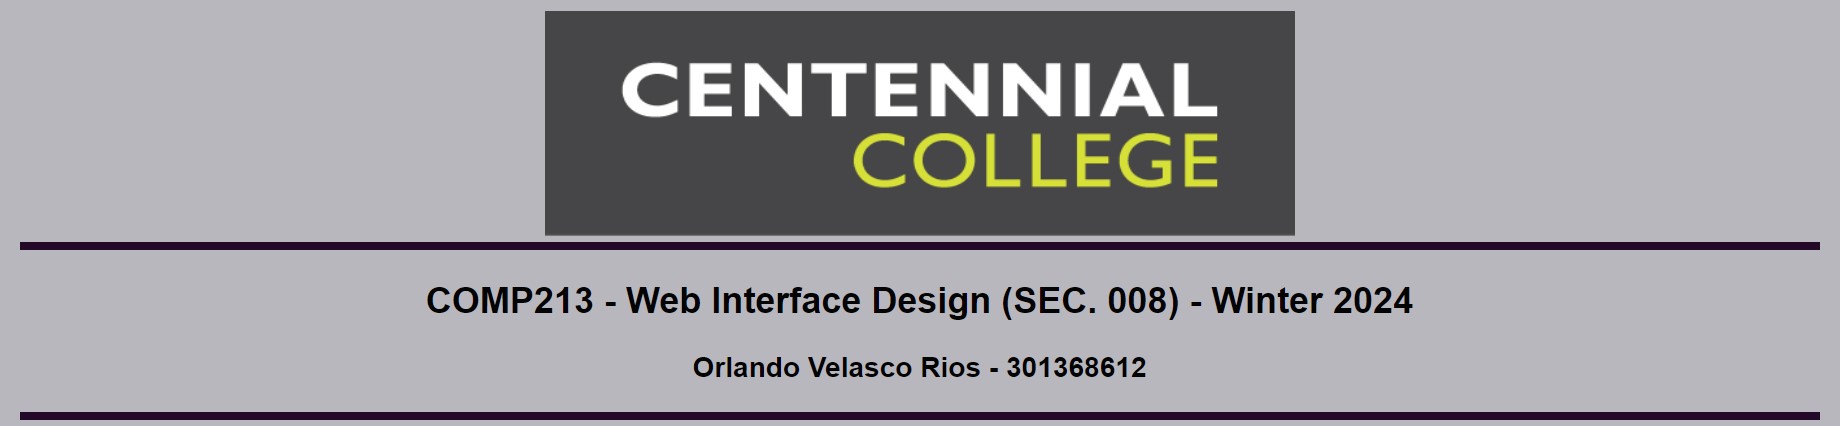 CENTENNIAL
COLLEGE
COMP213 - Web Interface Design (SEC. 008) - Winter 2024
Orlando Velasco Rios - 301368612